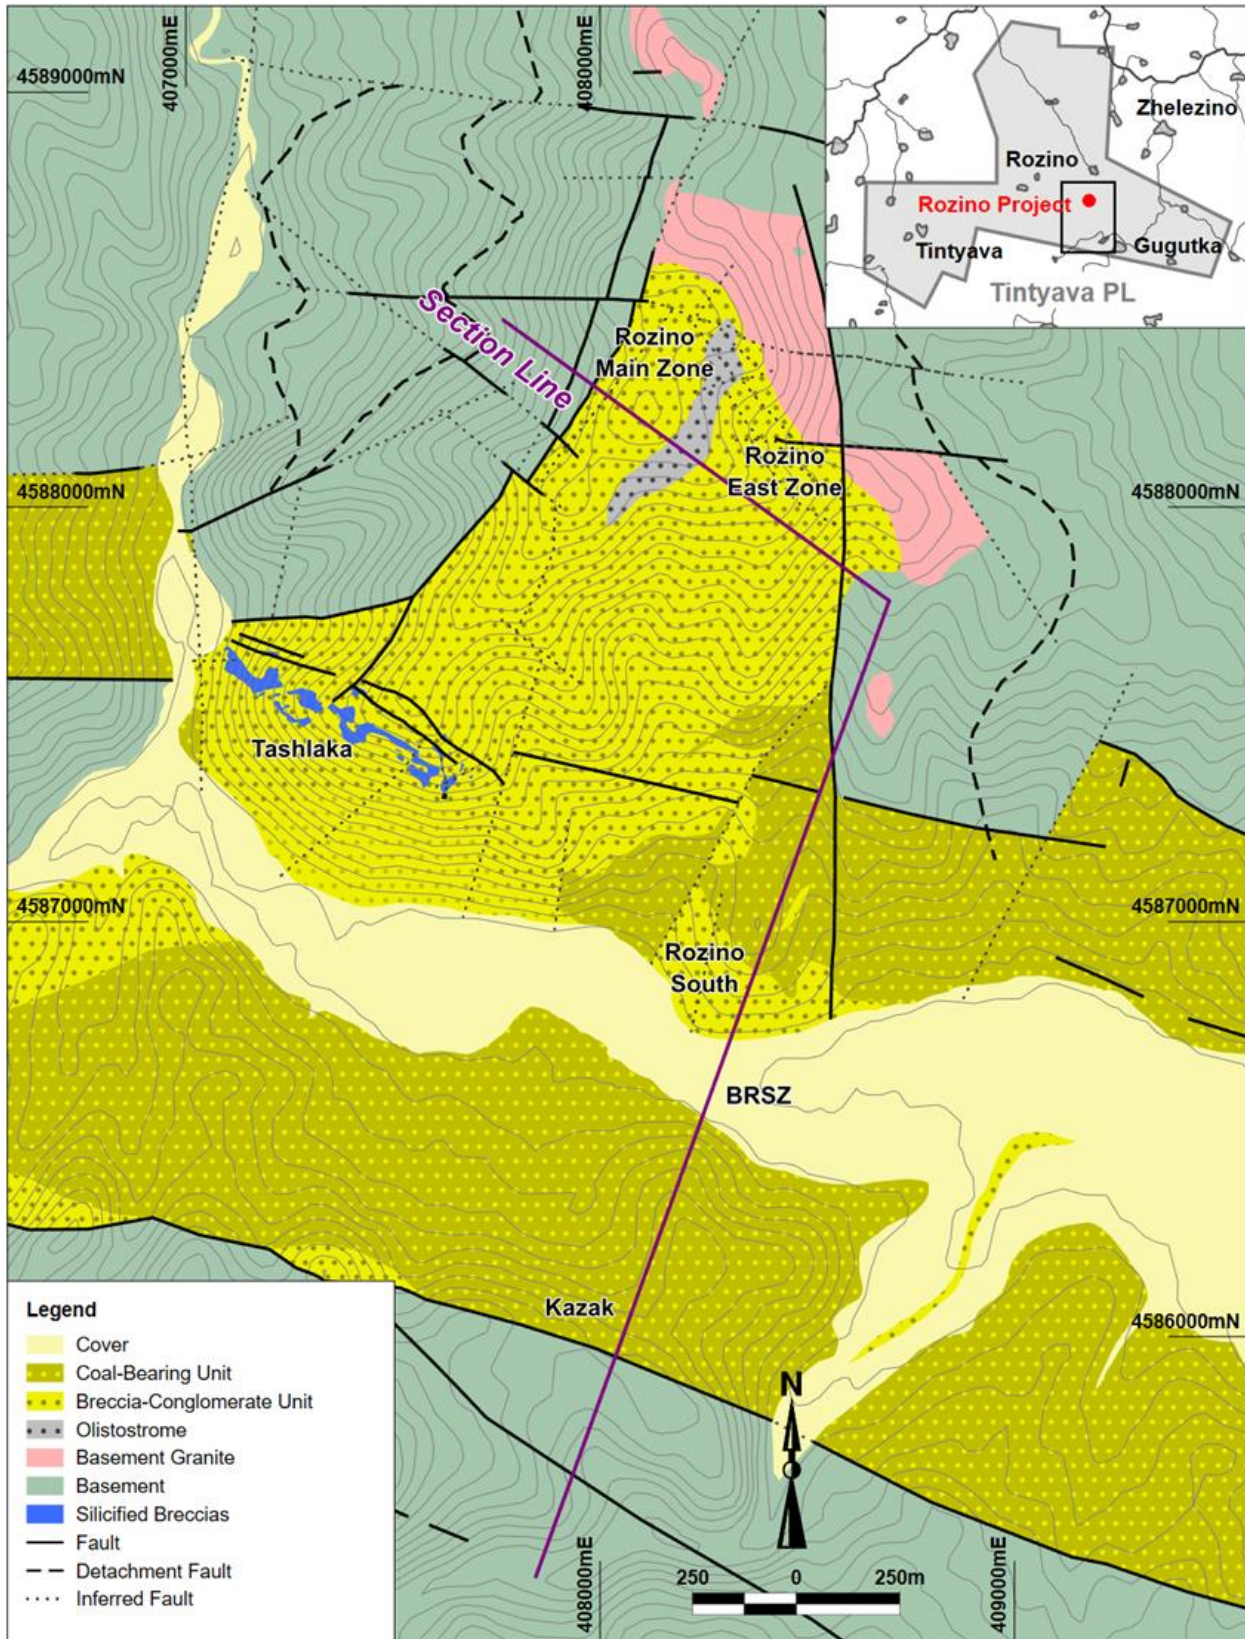 407000mE
408000mE
4589000mN
Zhelezino
Rozino
Rozino Project
Tintyava
Gugutka
Tintyava PL
Section Line
Rozino
Main Zone
Rozino
East Zone
4588000mN
4588000mN
Tashlaka
4587000mN
4587000mN
Rozino
South
BRSZ
Kazak
4586000mN
Legend
Cover
Coal-Bearing Unit
Breccia-Conglomerate Unit
Olistostrome
Basement Granite
Basement
Silicified Breccias
Fault
Detachment Fault
Inferred Fault
N
408000mE
409000mE
250 0 250m